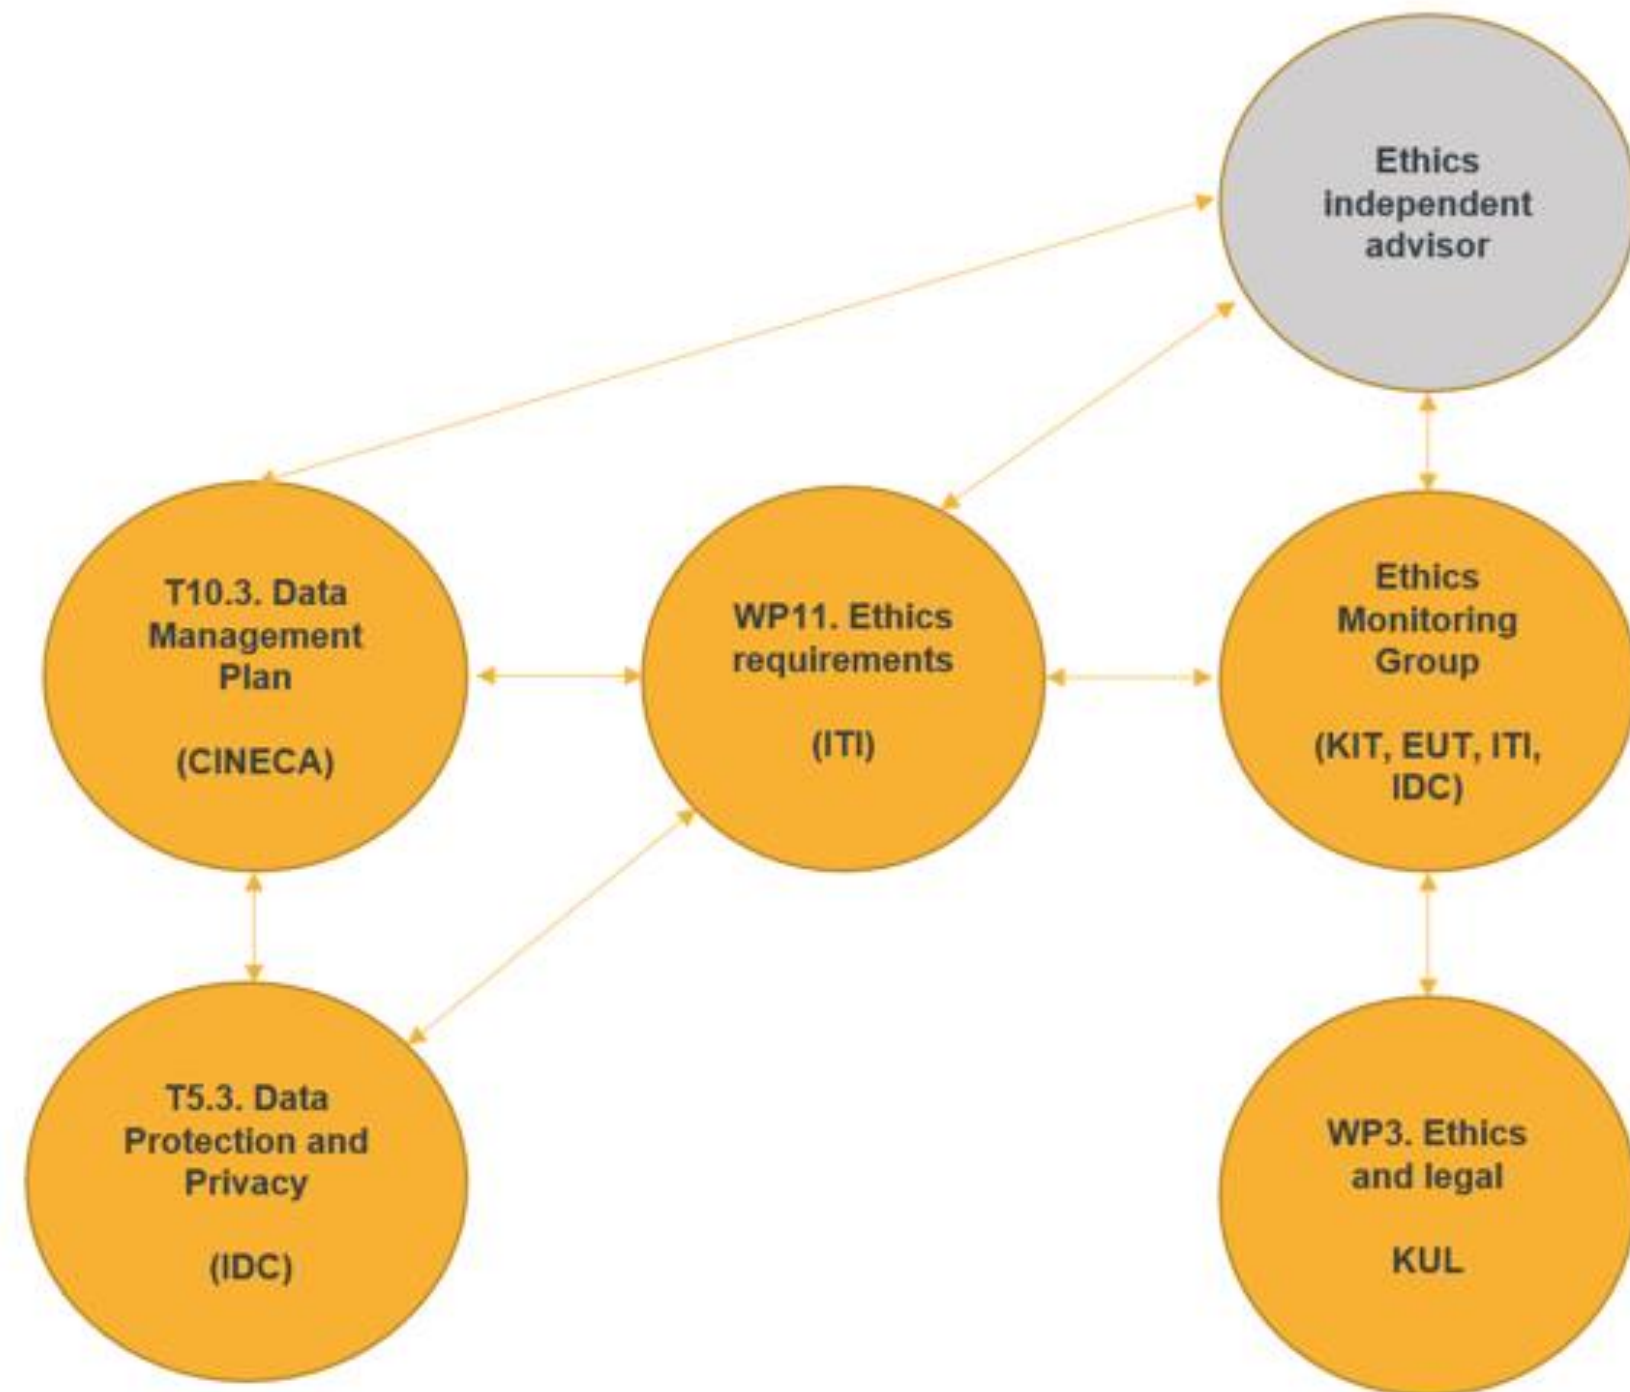 Ethics
independent
advisor
T10.3. Data
Management
Plan
(CINECA)
WP11. Ethics
requirements
(ITI)
Ethics
Monitoring
Group
(KIT, EUT, ITI,
IDC)
T5.3. Data
Protection and
Privacy
(IDC)
WP3. Ethics
and legal
KUL